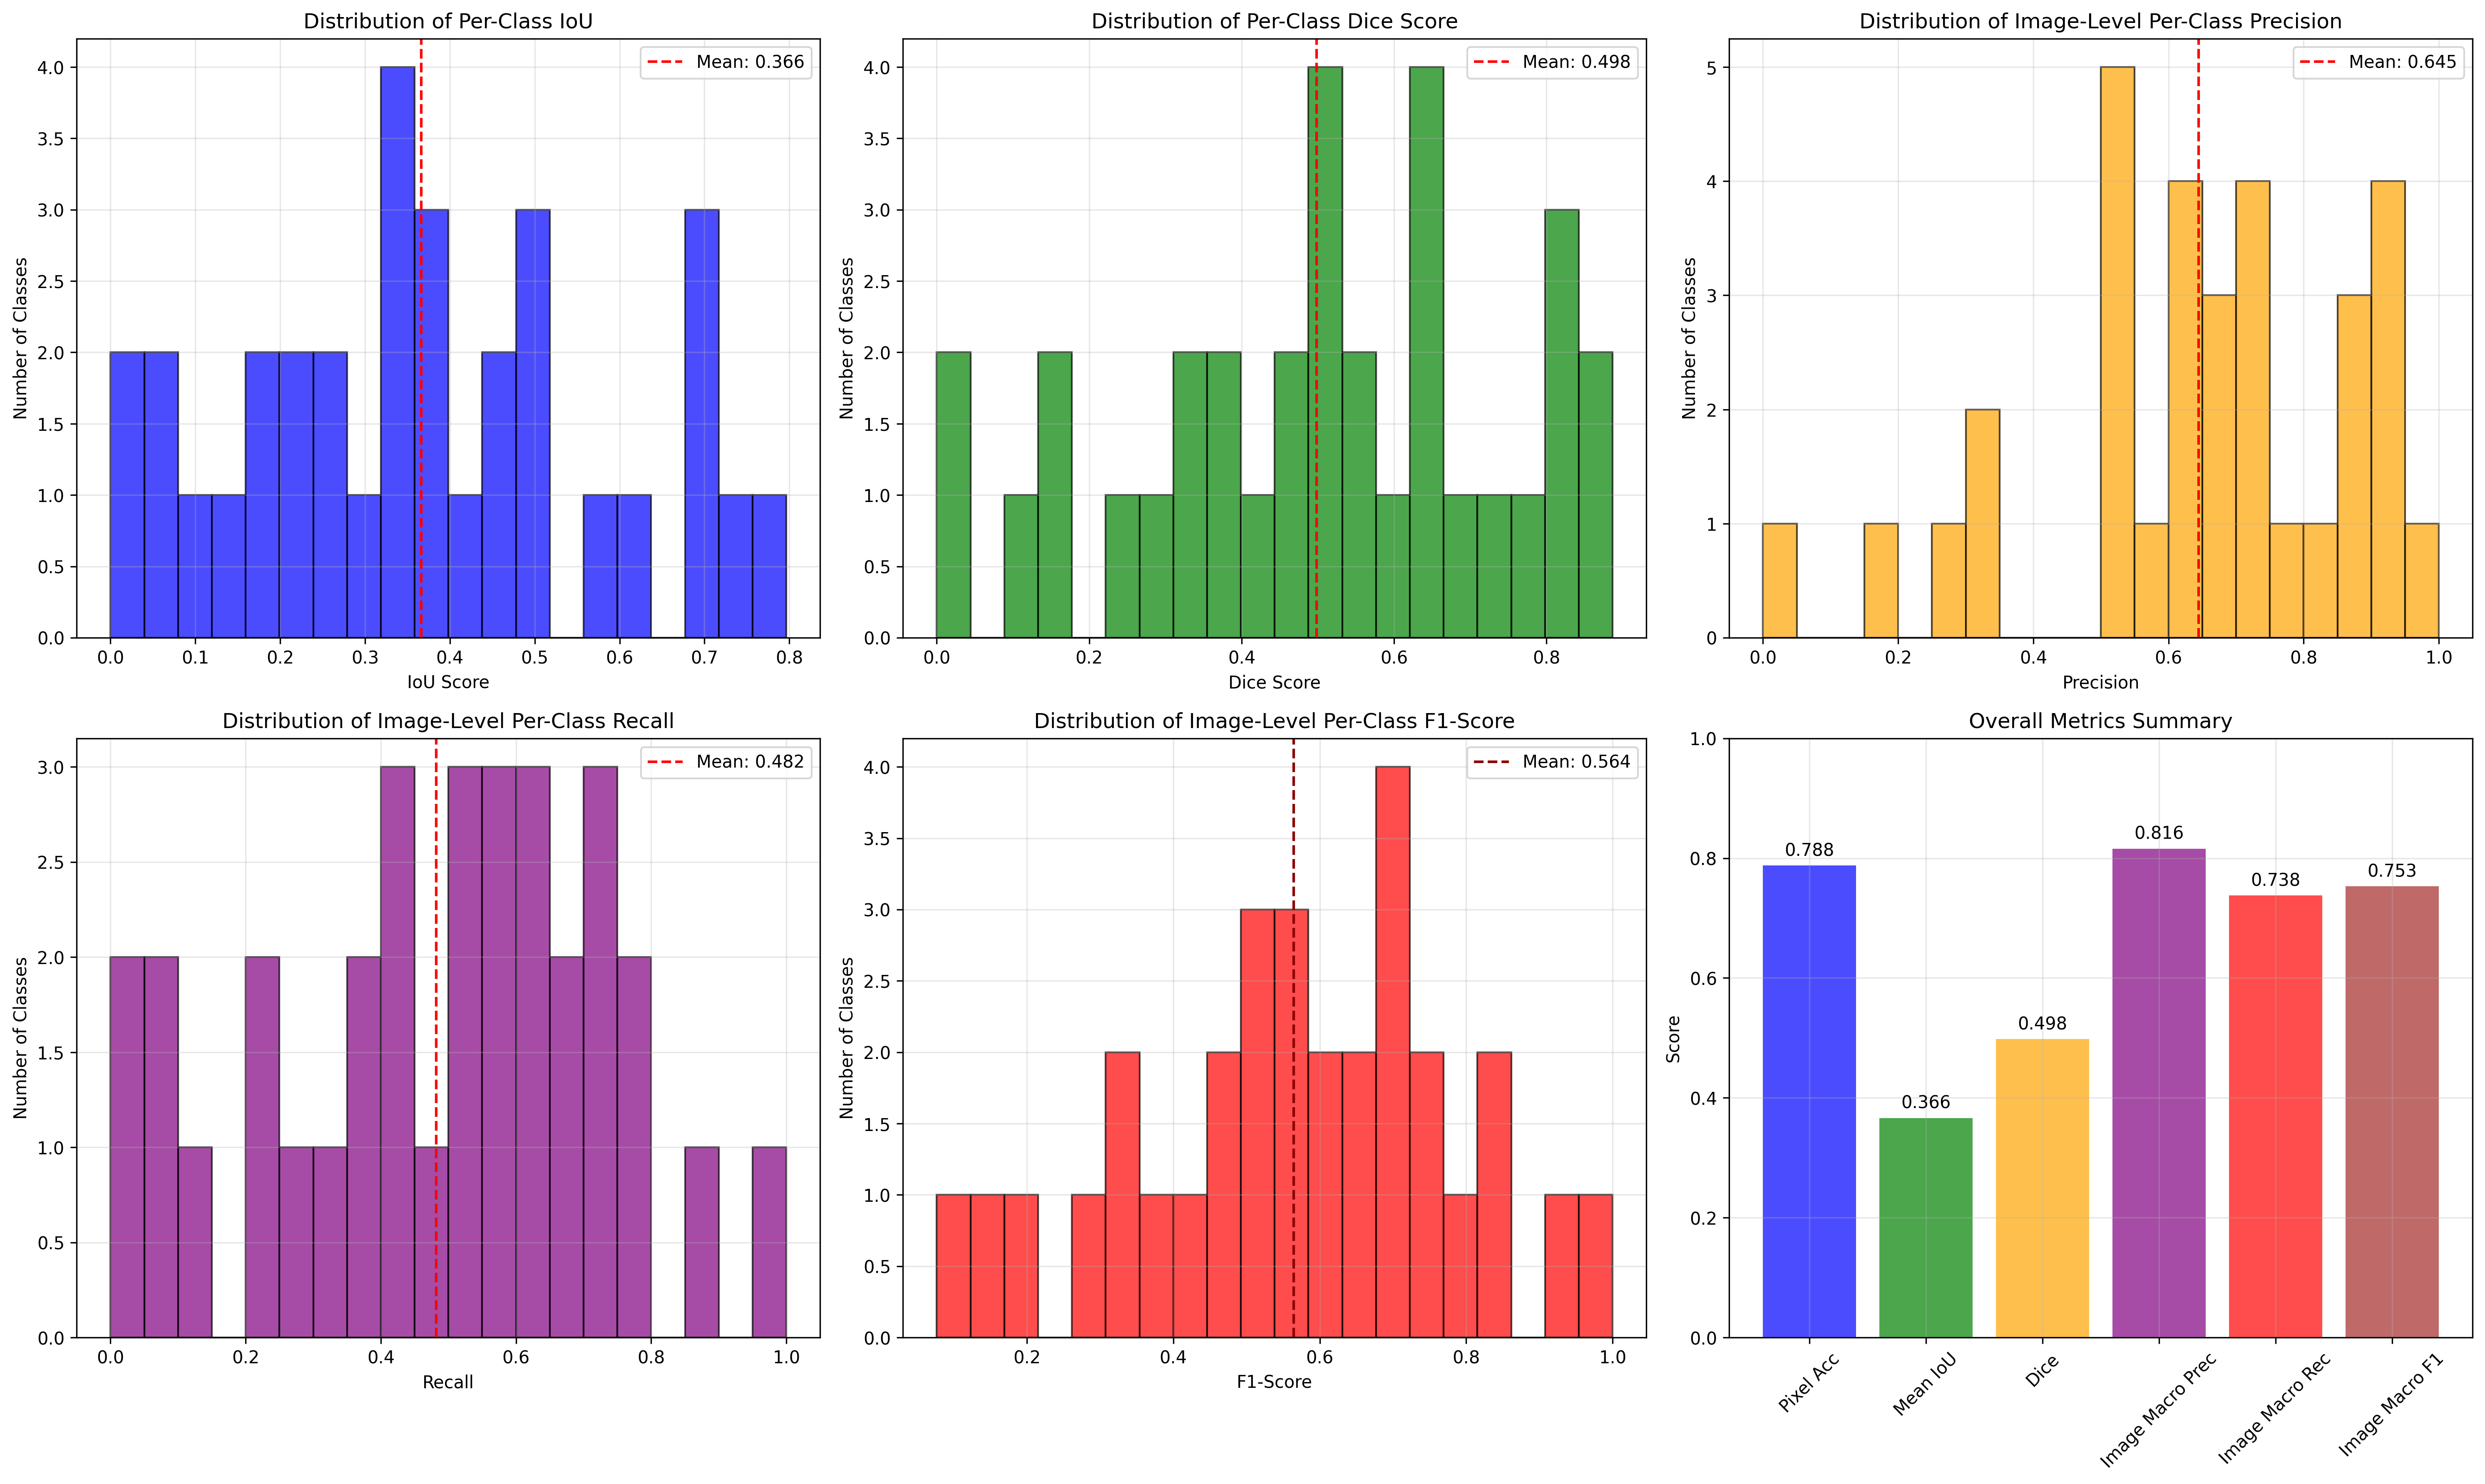 Distribution of Per-Class IoU
Mean: 0.366
Number of Classes
4.0
3.5
3.0
2.5
2.0
1.5
1.0
0.5
0.0
0.0 0.1 0.2 0.3 0.4 0.5 0.6 0.7 0.8
IoU Score
Distribution of Per-Class Dice Score
Mean: 0.498
Number of Classes
4.0
3.5
3.0
2.5
2.0
1.5
1.0
0.5
0.0
0.0 0.2 0.4 0.6 0.8
Dice Score
Distribution of Image-Level Per-Class Precision
Mean: 0.645
Number of Classes
5
4
3
2
1
0
0.0 0.2 0.4 0.6 0.8 1.0
Precision
Distribution of Image-Level Per-Class Recall
Mean: 0.482
Number of Classes
3.0
2.5
2.0
1.5
1.0
0.5
0.0
0.0 0.2 0.4 0.6 0.8 1.0
Recall
Distribution of Image-Level Per-Class F1-Score
Mean: 0.564
Number of Classes
4.0
3.5
3.0
2.5
2.0
1.5
1.0
0.5
0.0
0.2 0.4 0.6 0.8 1.0
F1-Score
Overall Metrics Summary
Score
1.0
0.8
0.6
0.4
0.2
0.0
0.788
0.366
0.498
0.816
0.738
0.753
Pixel Acc
Mean IoU
Dice
Image Macro Prec
Image Macro Rec
Image Macro F1